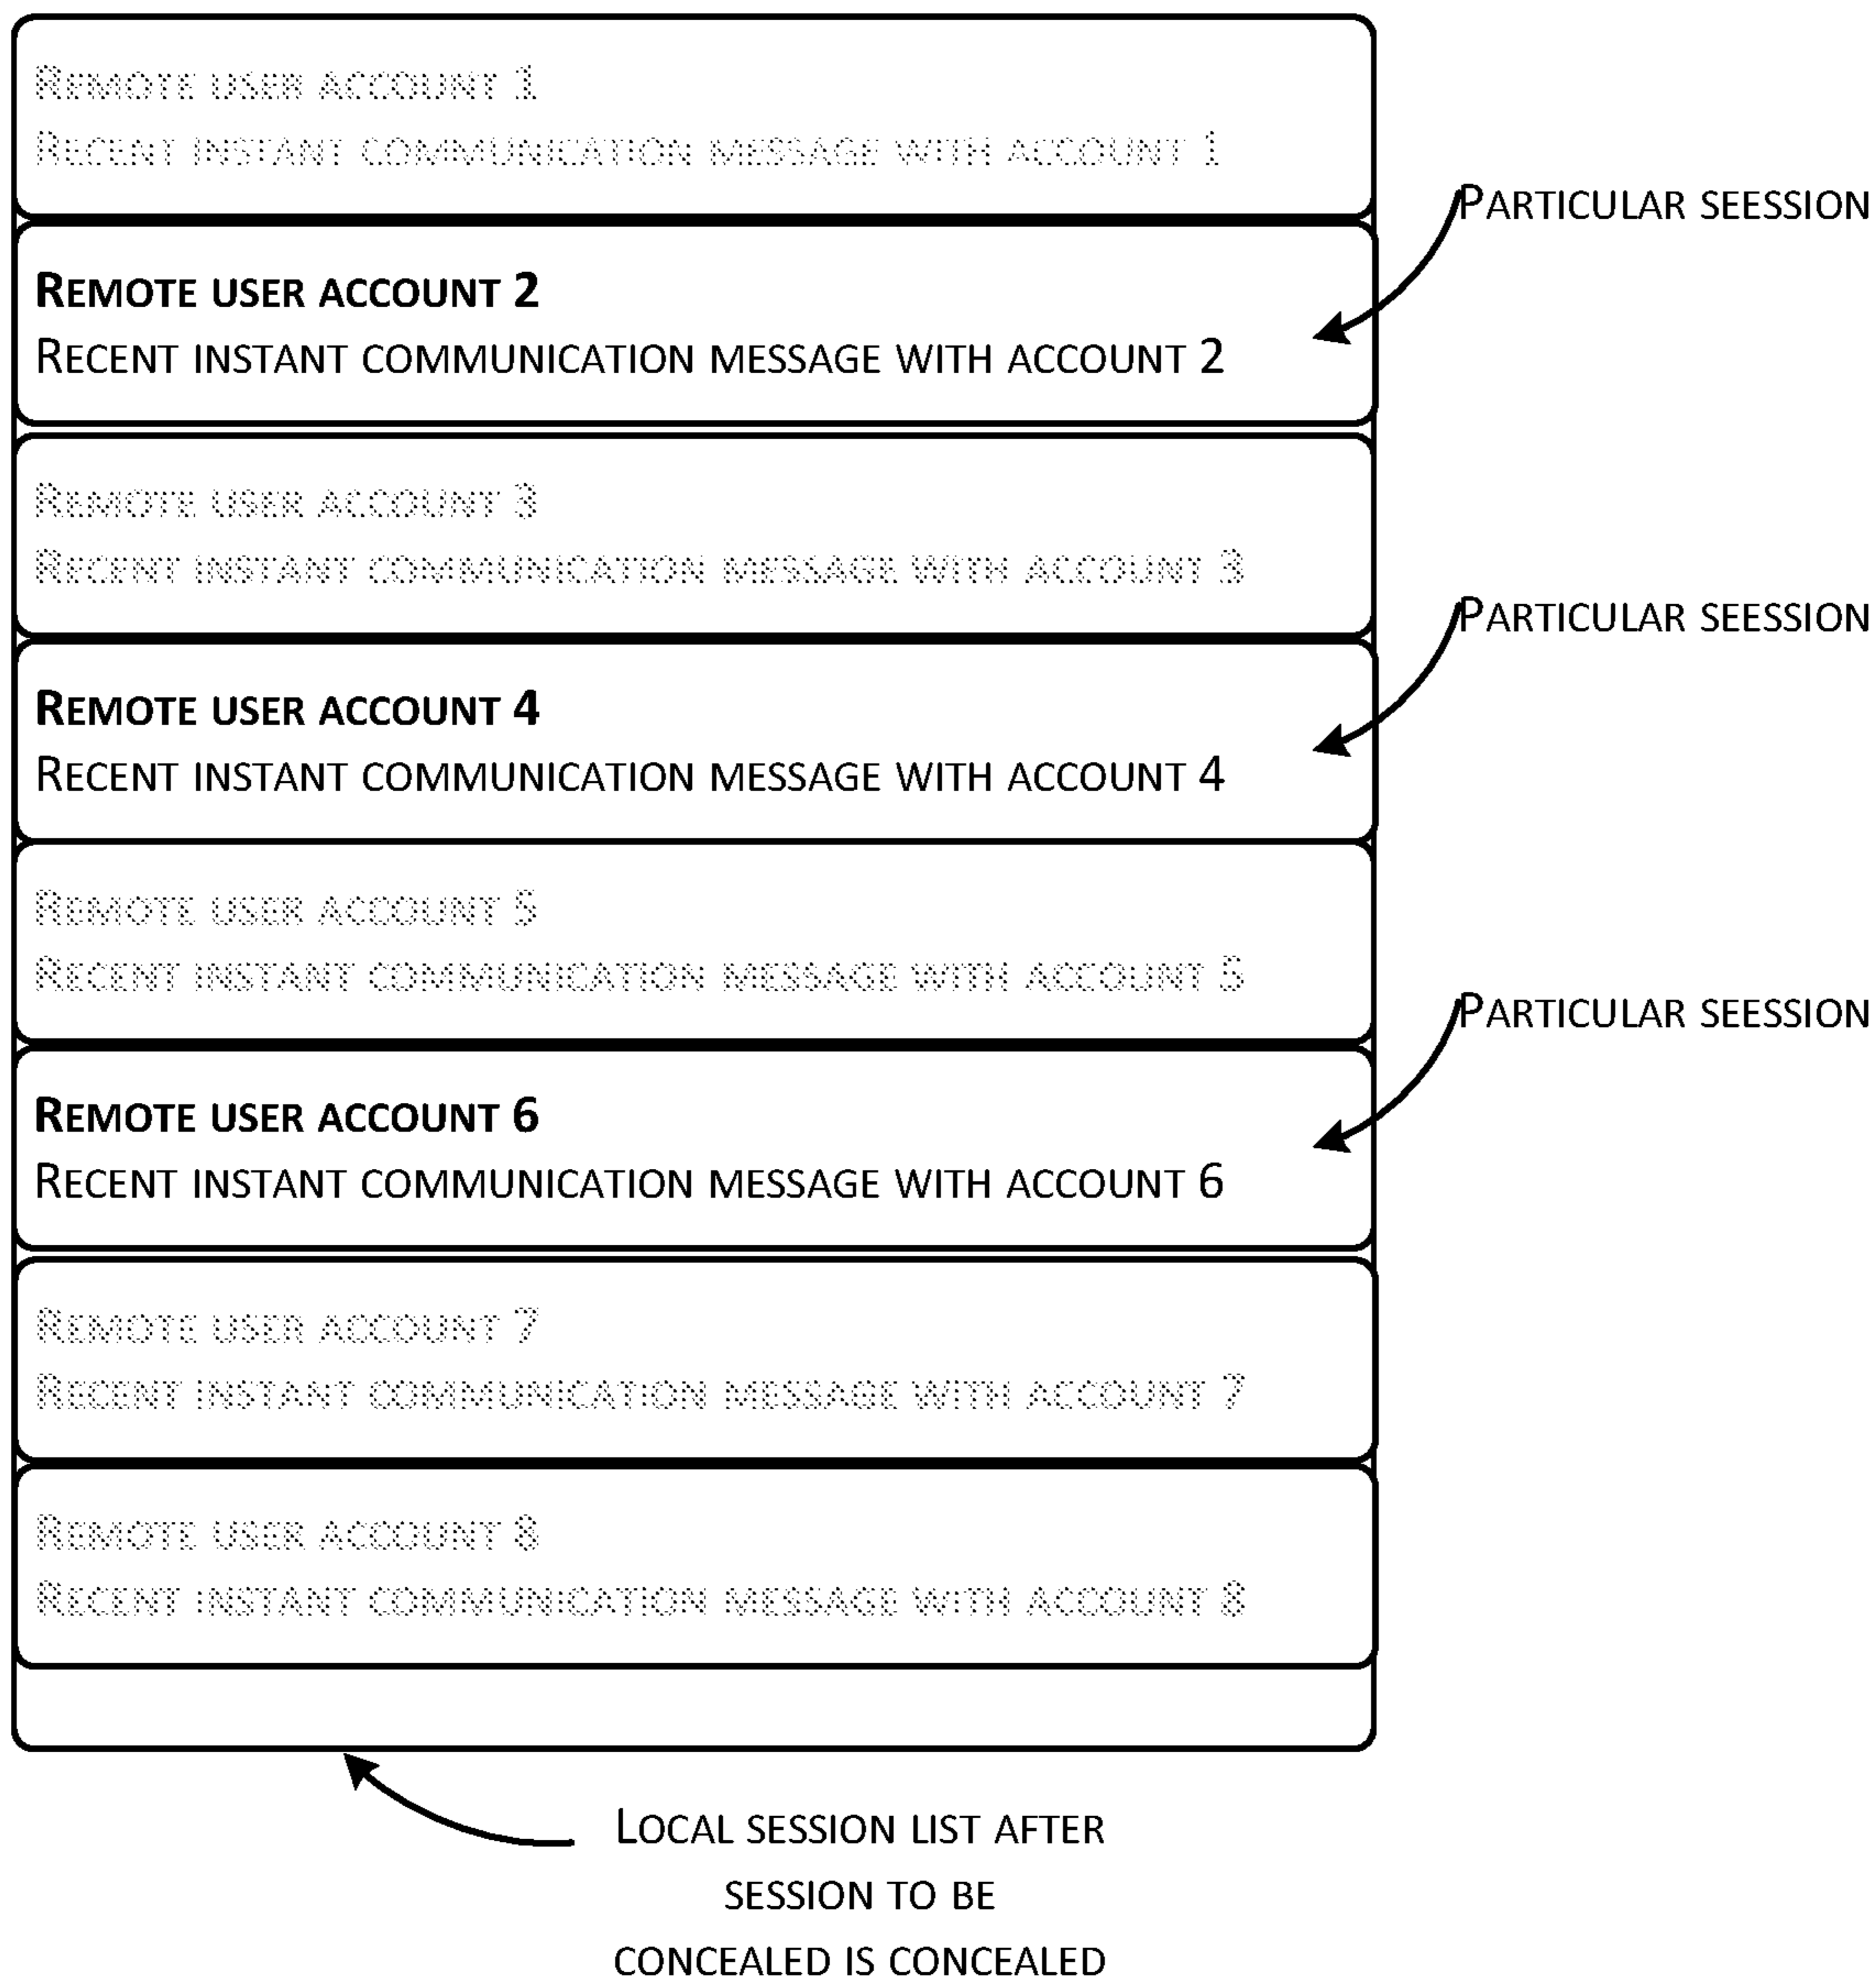 REMOTE USER ACCOUNT 1
RECENT INSTANT COMMUNICATION MESSAGE WITH ACCOUNT 1
PARTICULAR SEESSION
REMOTE USER ACCOUNT 2
RECENT INSTANT COMMUNICATION MESSAGE WITH ACCOUNT 2
REMOTE USER ACCOUNT 3
RECENT INSTANT COMMUNICATION MESSAGE WITH ACCOUNT 3
PARTICULAR SEESSION
REMOTE USER ACCOUNT 4
RECENT INSTANT COMMUNICATION MESSAGE WITH ACCOUNT 4
REMOTE USER ACCOUNT 5
RECENT INSTANT COMMUNICATION MESSAGE WITH ACCOUNT 5
PARTICULAR SEESSION
REMOTE USER ACCOUNT 6
RECENT INSTANT COMMUNICATION MESSAGE WITH ACCOUNT 6
REMOTE USER ACCOUNT 7
RECENT INSTANT COMMUNICATION MESSAGE WITH ACCOUNT 7
REMOTE USER ACCOUNT 8
RECENT INSTANT COMMUNICATION MESSAGE WITH ACCOUNT 8
LOCAL SESSION LIST AFTER
SESSION TO BE
CONCEALED IS CONCEALED